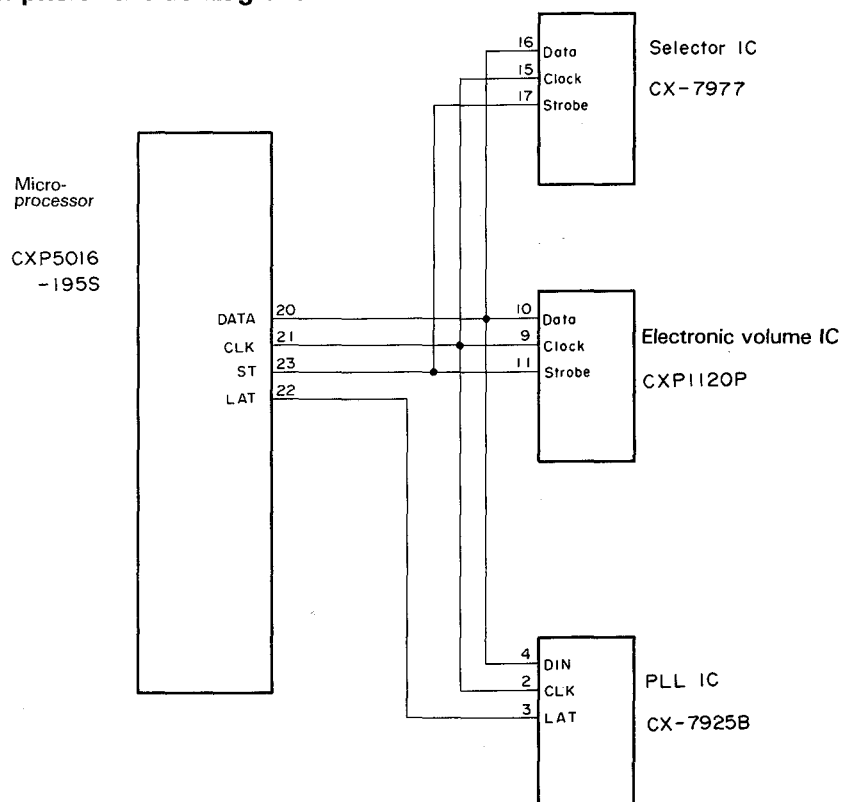 16 Data
15 Clock
17 Strobe
Selector IC
CX-7977
Micro-
processor
CXP5016
-195S
DATA 20
CLK 21
ST 23
LAT 22
10 Data
9 Clock
11 Strobe
Electronic volume IC
CXP1120P
4 DIN
2 CLK
3 LAT
PLL IC
CX-7925B